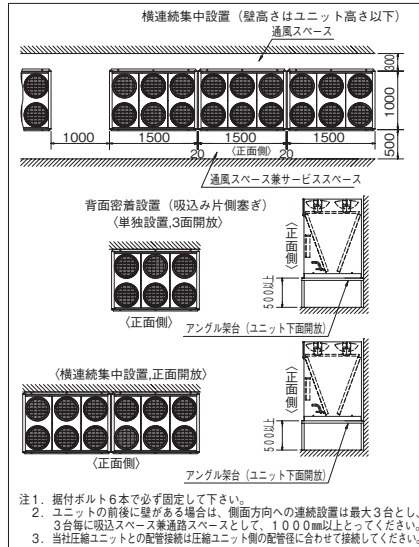 横連続集中設置（壁高さはユニット高さ以下）
通風スペース
300
1000
500
1000
1500
1500
1500
20
〈正面側〉
20
通風スペース兼サービススペース
背面密着設置（吸込み片側塞ぎ）
〈単独設置,3面開放〉
〈正面側〉
〈正面側〉
500以上
アングル架台（ユニット下面開放）
〈横連続集中設置,正面開放〉
〈正面側〉
〈正面側〉
500以上
アングル架台（ユニット下面開放）
注1．据付ボルト6本で必ず固定して下さい。
2．ユニットの前後に壁がある場合は、側面方向への連続設置は最大3台とし、
3台毎に吸込スペース兼通路スペースとして、1000㎜以上とってください。
3．当社圧縮ユニットとの配管接続は圧縮ユニット側の配管径に合わせて接続してください。